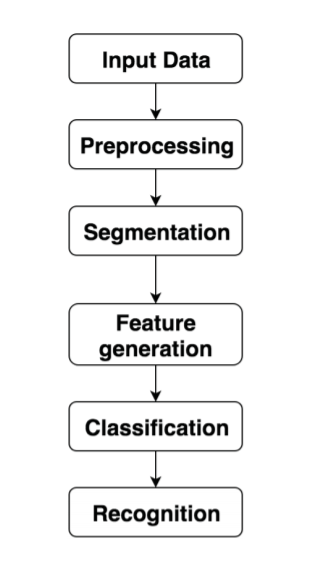 Input Data
Preprocessing
Segmentation
Feature
generation
Classification
Recognition